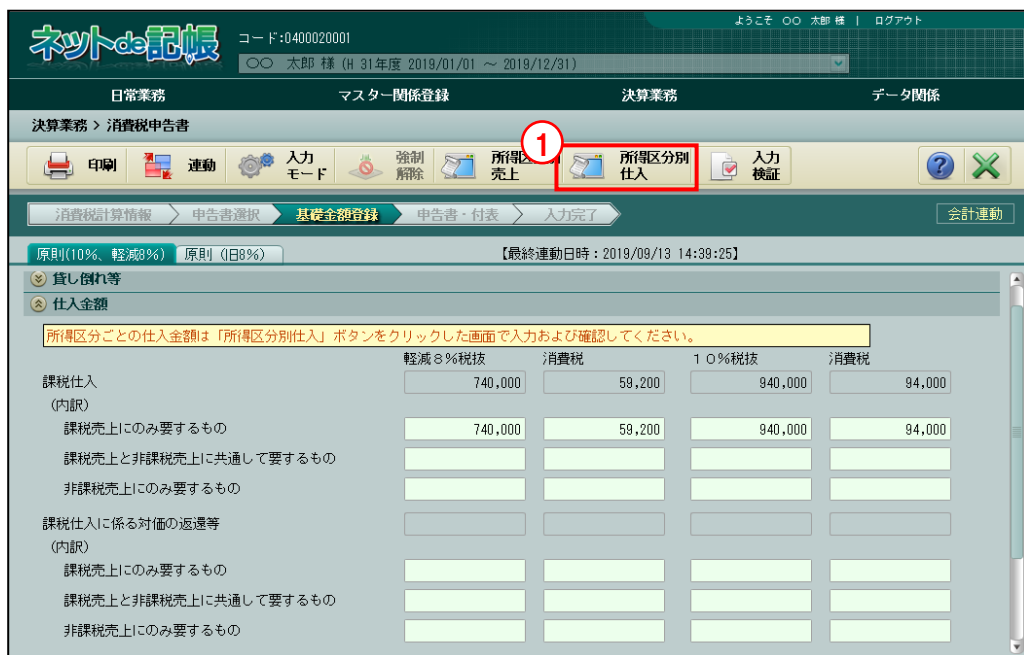 ようこそ 〇〇 太郎 様 | ログアウト
ネットde記帳
コード:0400020001
〇〇 太郎 様 (H 31年度 2019/01/01 ～ 2019/12/31)
日常業務 マスター関係登録 決算業務 データ関係
決算業務 > 消費税申告書
①
印刷 連動 入力モード 強制解除 所得区 売上 所得区分別仕入 入力検証
消費税計算情報 申告書選択 基礎金額登録 申告書・付表 入力完了 会計連動
原則(10%、軽減8%) 原則 (旧8%) 【最終連動日時：2019/09/13 14:39:25】
貸し倒れ等
仕入金額
所得区分ごとの仕入金額は「所得区分別仕入」ボタンをクリックした画面で入力および確認してください。
軽減８％税抜 消費税 １０％税抜 消費税
課税仕入 740,000 59,200 940,000 94,000
(内訳)
課税売上にのみ要するもの 740,000 59,200 940,000 94,000
課税売上と非課税売上に共通して要するもの
非課税売上にのみ要するもの
課税仕入に係る対価の返還等
(内訳)
課税売上にのみ要するもの
課税売上と非課税売上に共通して要するもの
非課税売上にのみ要するもの